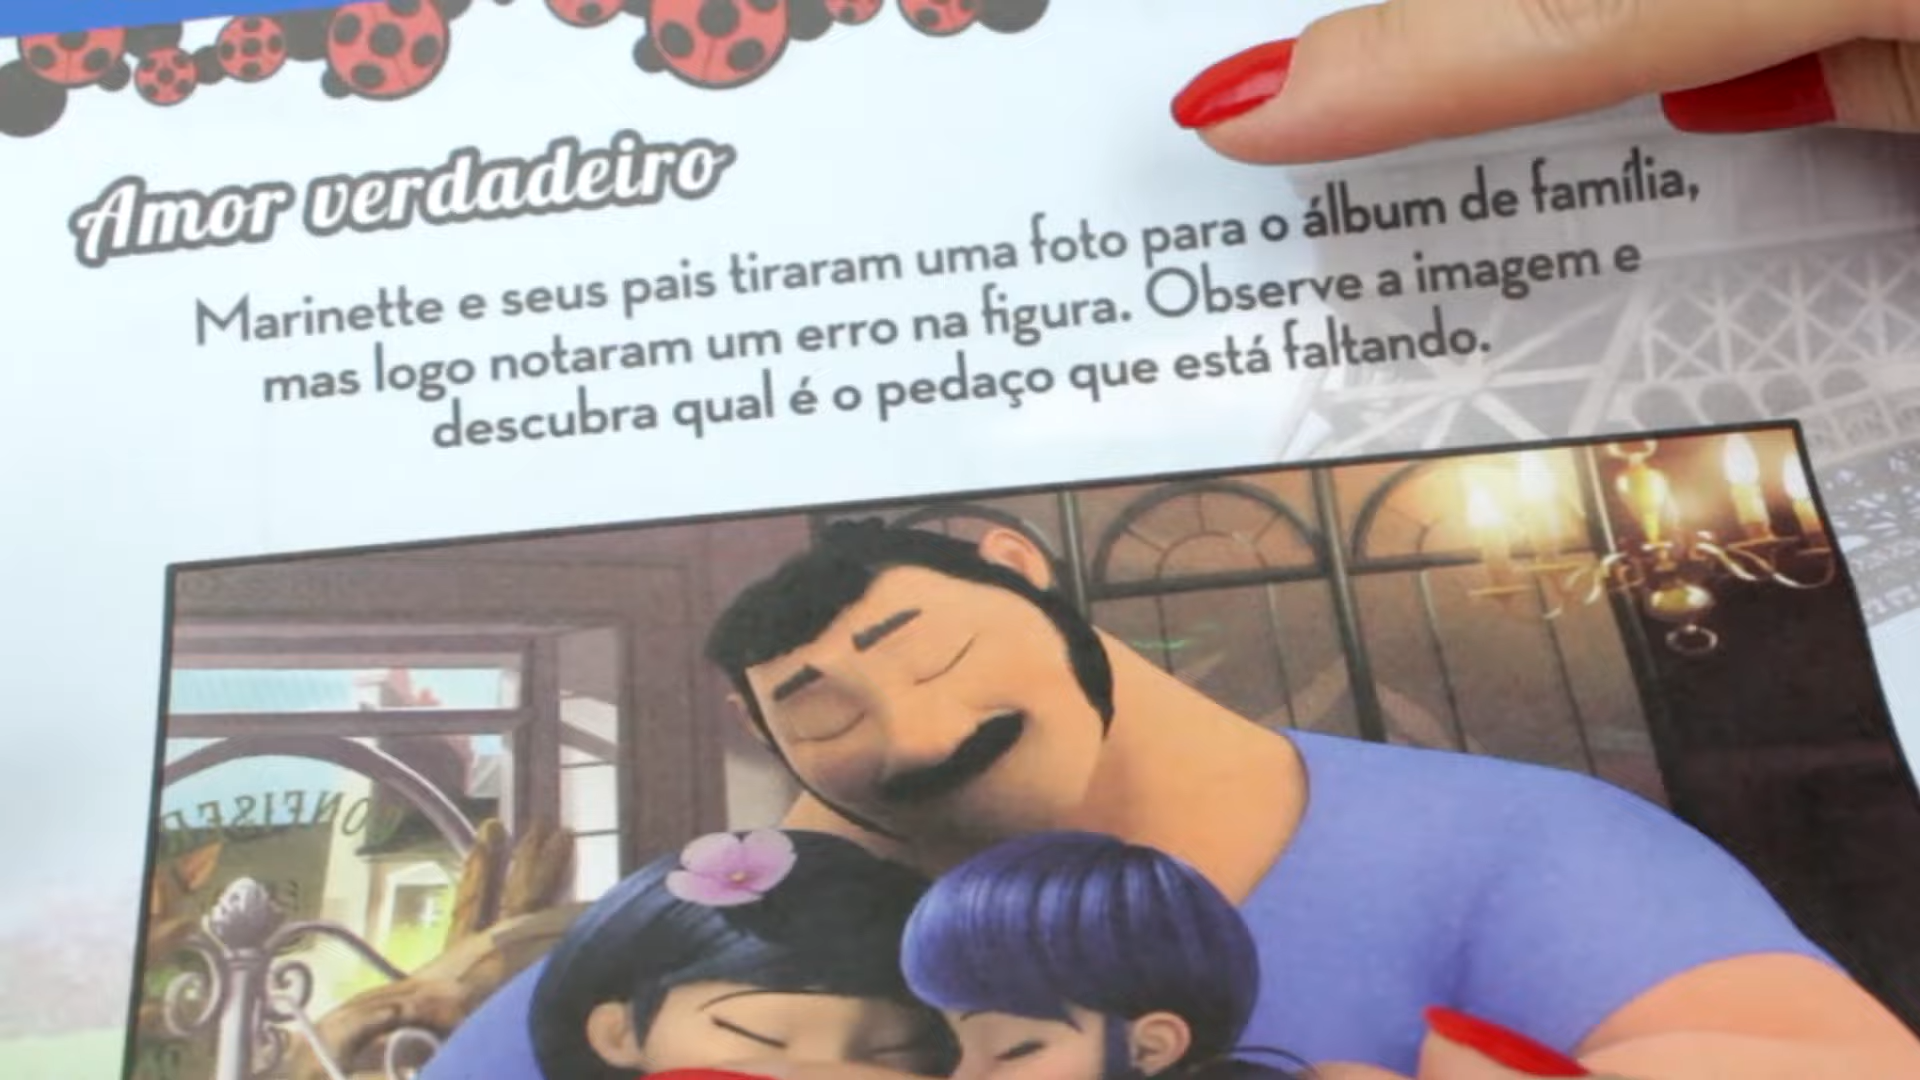 Amor verdadeiro
Marinette e seus pais tiraram uma foto para o álbum de família,
mas logo notaram um erro na figura. Observe a imagem e
descubra qual é o pedaço que está faltando.